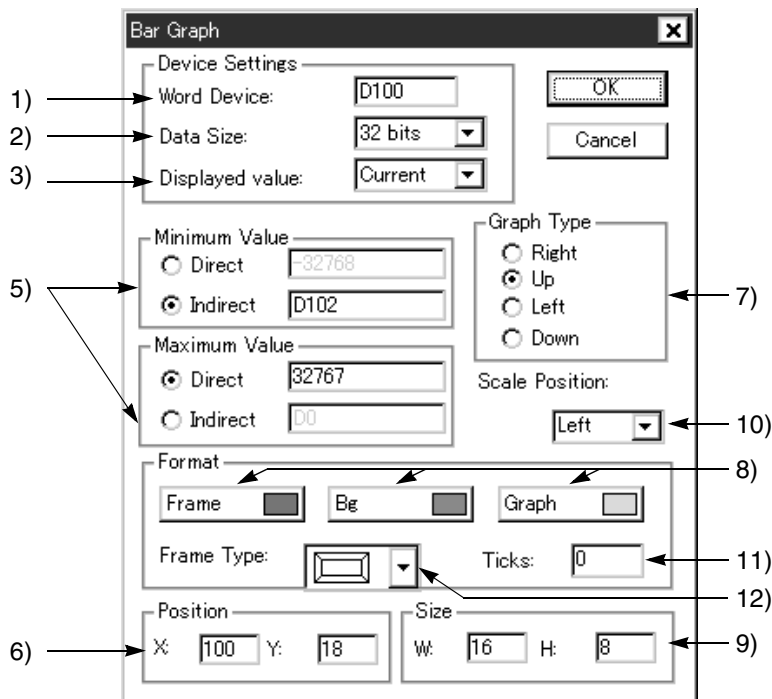 Bar Graph
Device Settings
1) Word Device: D100 OK
2) Data Size: 32 bits Cancel
3) Displayed value: Current
Minimum Value Graph Type
Direct -32768 Right
Up
5) Indirect D102 Left 7)
Maximum Value Down
Direct 32767 Scale Position:
Indirect D0 Left 10)
Format 8)
Frame Bg Graph
Frame Type: Ticks: 0 11)
12)
Position Size
6) X: 100 Y: 18 W: 16 H: 8 9)